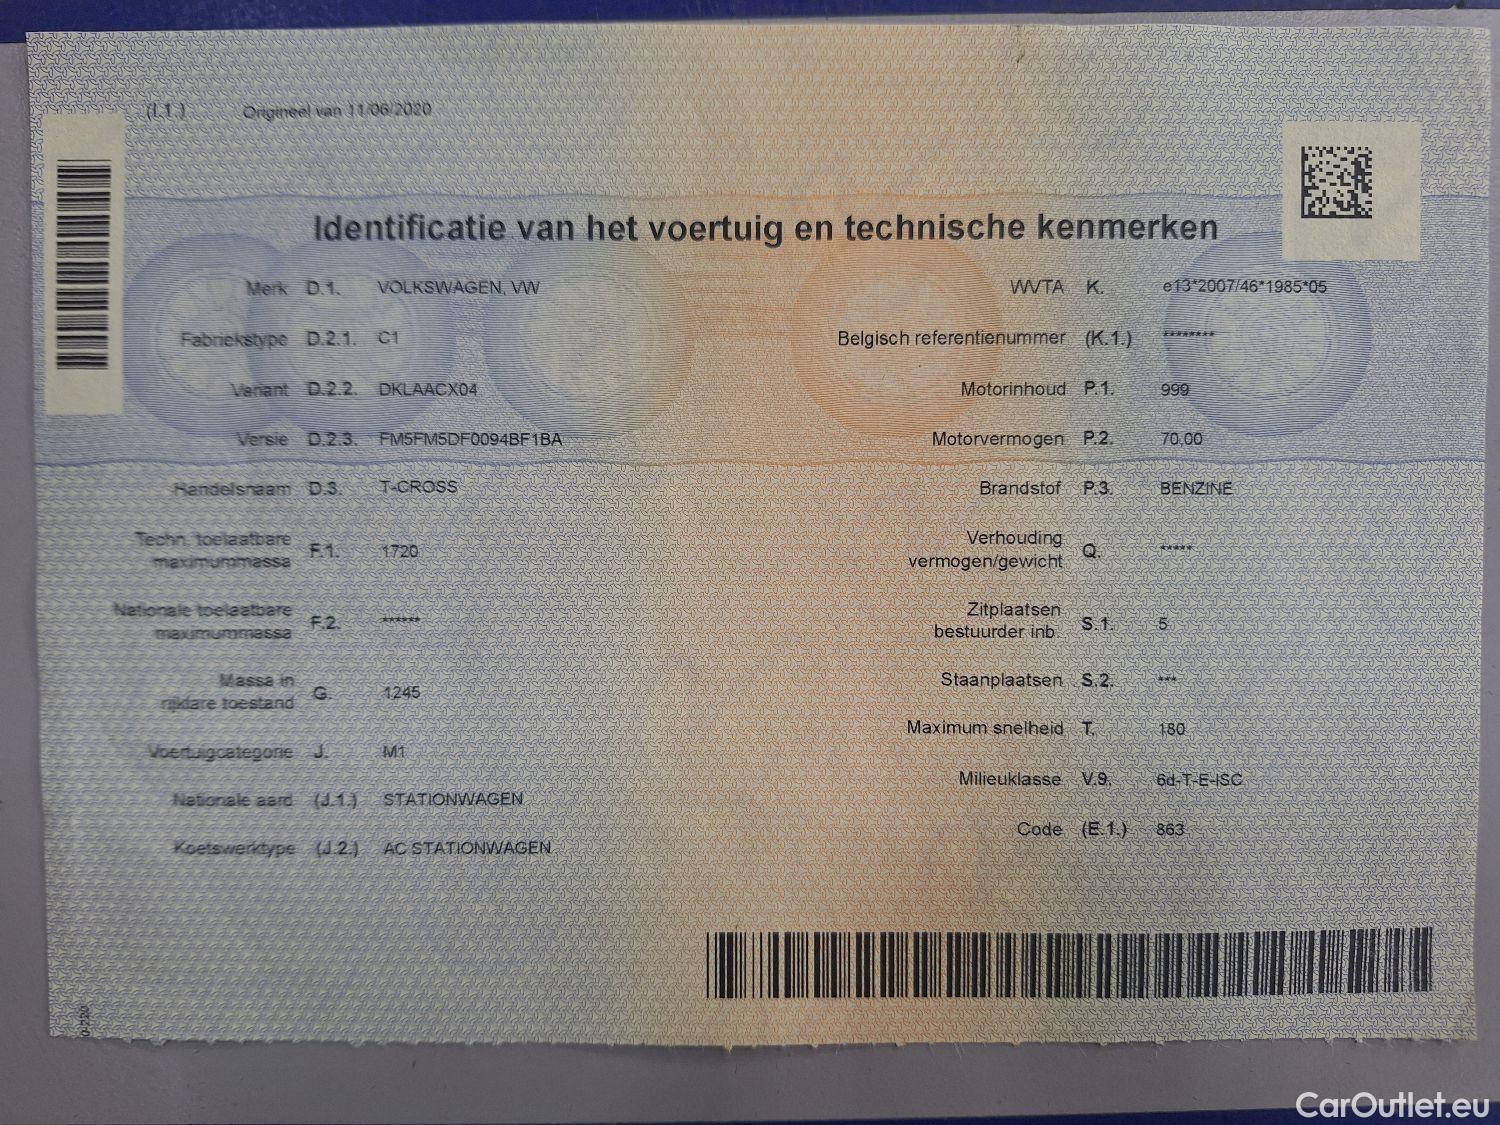 (I.1.) Origineel van 11/06/2020
Identificatie van het voertuig en technische kenmerken
Merk D.1. VOLKSWAGEN, VW
Fabriekstype D.2.1. C1
Variant D.2.2. DKLAACX04
Versie D.2.3. FM5FM5DF0094BF1BA
Handelsnaam D.3. T-CROSS
Techn. toelaatbare
maximummassa F.1. 1720
Nationale toelaatbare
maximummassa F.2. ******
Massa in
rijklare toestand G. 1245
Voertuigcategorie J. M1
Nationale aard (J.1.) STATIONWAGEN
Koetswerktype (J.2.) AC STATIONWAGEN
WVTA K. e13*2007/46*1985*05
Belgisch referentienummer (K.1.) ********
Motorinhoud P.1. 999
Motorvermogen P.2. 70,00
Brandstof P.3. BENZINE
Verhouding
vermogen/gewicht Q. *****
Zitplaatsen
bestuurder inb. S.1. 5
Staanplaatsen S.2. ***
Maximum snelheid T. 180
Milieuklasse V.9. 6d-T-E-ISC
Code (E.1.) 863
0-220
CarOutlet.eu